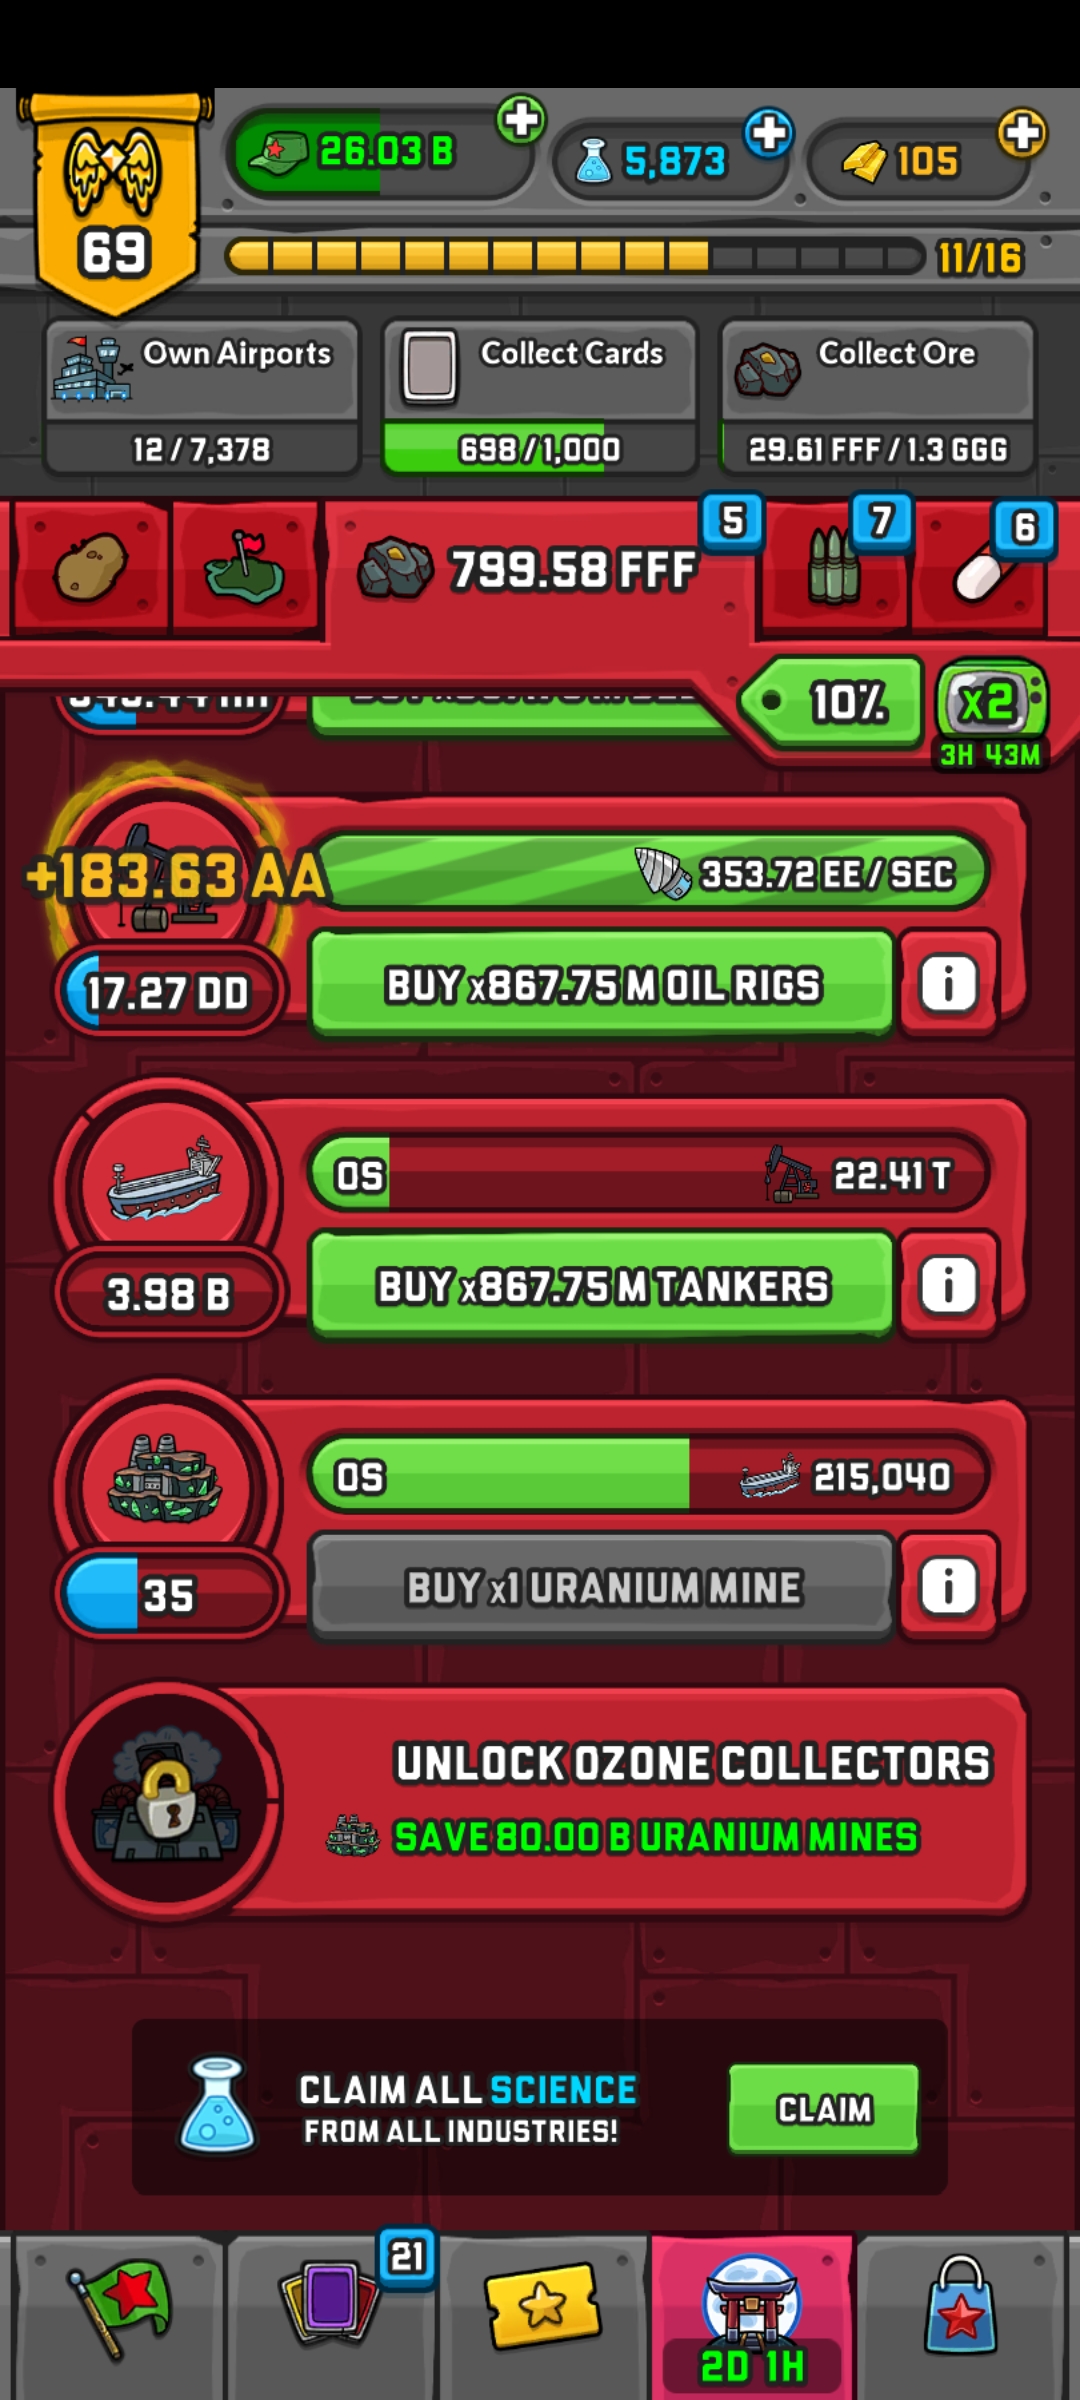 69
26.03 B
5,873
105
11/16
Own Airports
12 / 7,378
Collect Cards
698 / 1,000
Collect Ore
29.61 FFF / 1.3 GGG
799.58 FFF
5
7
6
10%
x2
3H 43M
+183.63 AA
353.72 EE / SEC
17.27 DD
BUY x867.75 M OIL RIGS
i
0S
22.41 T
3.98 B
BUY x867.75 M TANKERS
i
0S
215,040
35
BUY x1 URANIUM MINE
i
UNLOCK OZONE COLLECTORS
SAVE 80.00 B URANIUM MINES
CLAIM ALL SCIENCE
FROM ALL INDUSTRIES!
CLAIM
21
2D 1H